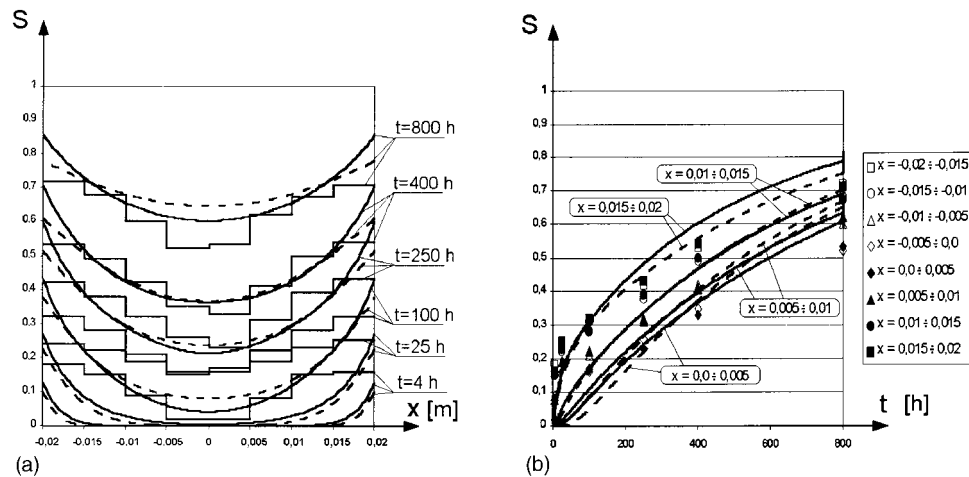 S
1
0,9
0,8
0,7
0,6
0,5
0,4
0,3
0,2
0,1
0
t=800 h
t=400 h
t=250 h
t=100 h
t=25 h
t=4 h
x [m]
-0,02 -0,015 -0,01 -0,005 0 0,005 0,01 0,015 0,02
(a)
S
1
0,9
0,8
0,7
0,6
0,5
0,4
0,3
0,2
0,1
0
x = 0,01 ÷ 0,015
x = 0,015 ÷ 0,02
x = 0,005 ÷ 0,01
x = 0,0 ÷ 0,005
t [h]
0 200 400 600 800
(b)
x = -0,02 ÷ -0,015
x = -0,015 ÷ -0,01
x = -0,01 ÷ -0,005
x = -0,005 ÷ 0,0
x = 0,0 ÷ 0,005
x = 0,005 ÷ 0,01
x = 0,01 ÷ 0,015
x = 0,015 ÷ 0,02